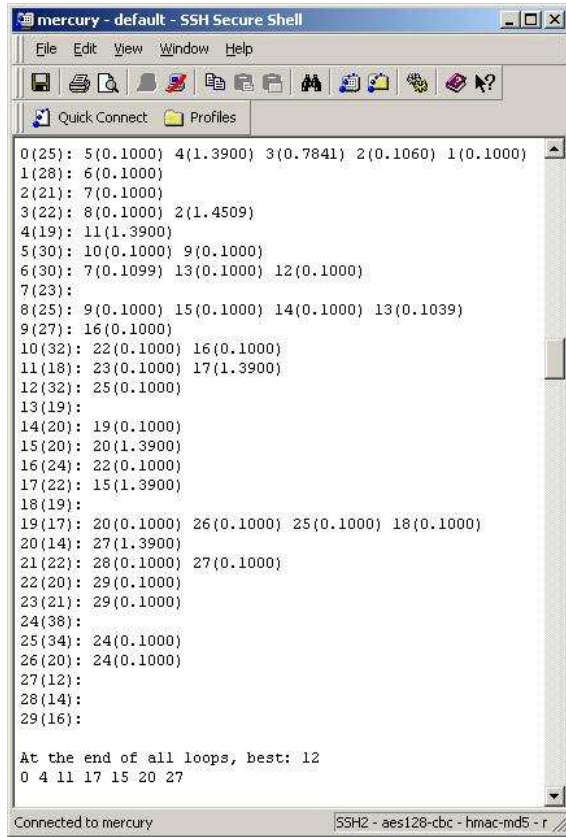 mercury - default - SSH Secure Shell
File Edit View Window Help
Quick Connect Profiles
0(25): 5(0.1000) 4(1.3900) 3(0.7841) 2(0.1060) 1(0.1000)
1(28): 6(0.1000)
2(21): 7(0.1000)
3(22): 8(0.1000) 2(1.4509)
4(19): 11(1.3900)
5(30): 10(0.1000) 9(0.1000)
6(30): 7(0.1099) 13(0.1000) 12(0.1000)
7(23):
8(25): 9(0.1000) 15(0.1000) 14(0.1000) 13(0.1039)
9(27): 16(0.1000)
10(32): 22(0.1000) 16(0.1000)
11(18): 23(0.1000) 17(1.3900)
12(32): 25(0.1000)
13(19):
14(20): 19(0.1000)
15(20): 20(1.3900)
16(24): 22(0.1000)
17(22): 15(1.3900)
18(19):
19(17): 20(0.1000) 26(0.1000) 25(0.1000) 18(0.1000)
20(14): 27(1.3900)
21(22): 28(0.1000) 27(0.1000)
22(20): 29(0.1000)
23(21): 29(0.1000)
24(38):
25(34): 24(0.1000)
26(20): 24(0.1000)
27(12):
28(14):
29(16):
At the end of all loops, best: 12
0 4 11 17 15 20 27
Connected to mercury SSH2 - aes128-cbc - hmac-md5 - r